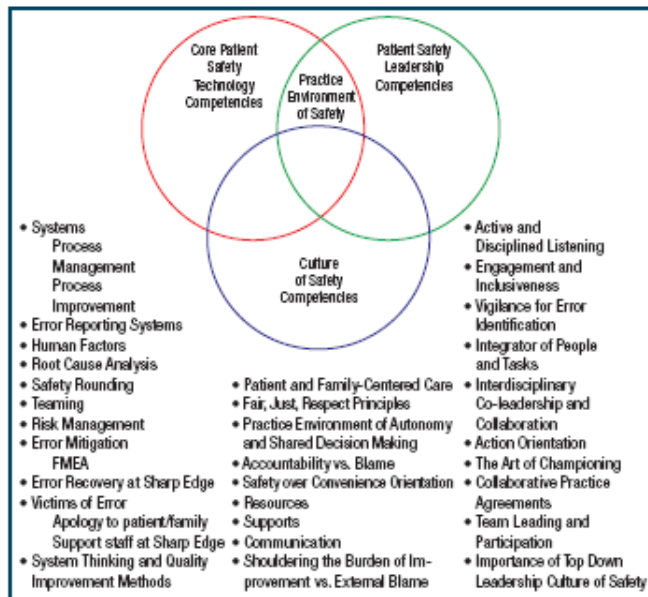 Core Patient
Safety
Technology
Competencies
Practice
Environment
of Safety
Patient Safety
Leadership
Competencies
Culture
of Safety
Competencies
• Systems
Process
Management
Process
Improvement
• Error Reporting Systems
• Human Factors
• Root Cause Analysis
• Safety Rounding
• Teaming
• Risk Management
• Error Mitigation
FMEA
• Error Recovery at Sharp Edge
• Victims of Error
Apology to patient/family
Support staff at Sharp Edge
• System Thinking and Quality
Improvement Methods
• Patient and Family-Centered Care
• Fair, Just, Respect Principles
• Practice Environment of Autonomy
and Shared Decision Making
• Accountability vs. Blame
• Safety over Convenience Orientation
• Resources
• Supports
• Communication
• Shouldering the Burden of Im-
provement vs. External Blame
• Active and
Disciplined Listening
• Engagement and
Inclusiveness
• Vigilance for Error
Identification
• Integrator of People
and Tasks
• Interdisciplinary
Co-leadership and
Collaboration
• Action Orientation
• The Art of Championing
• Collaborative Practice
Agreements
• Team Leading and
Participation
• Importance of Top Down
Leadership Culture of Safety